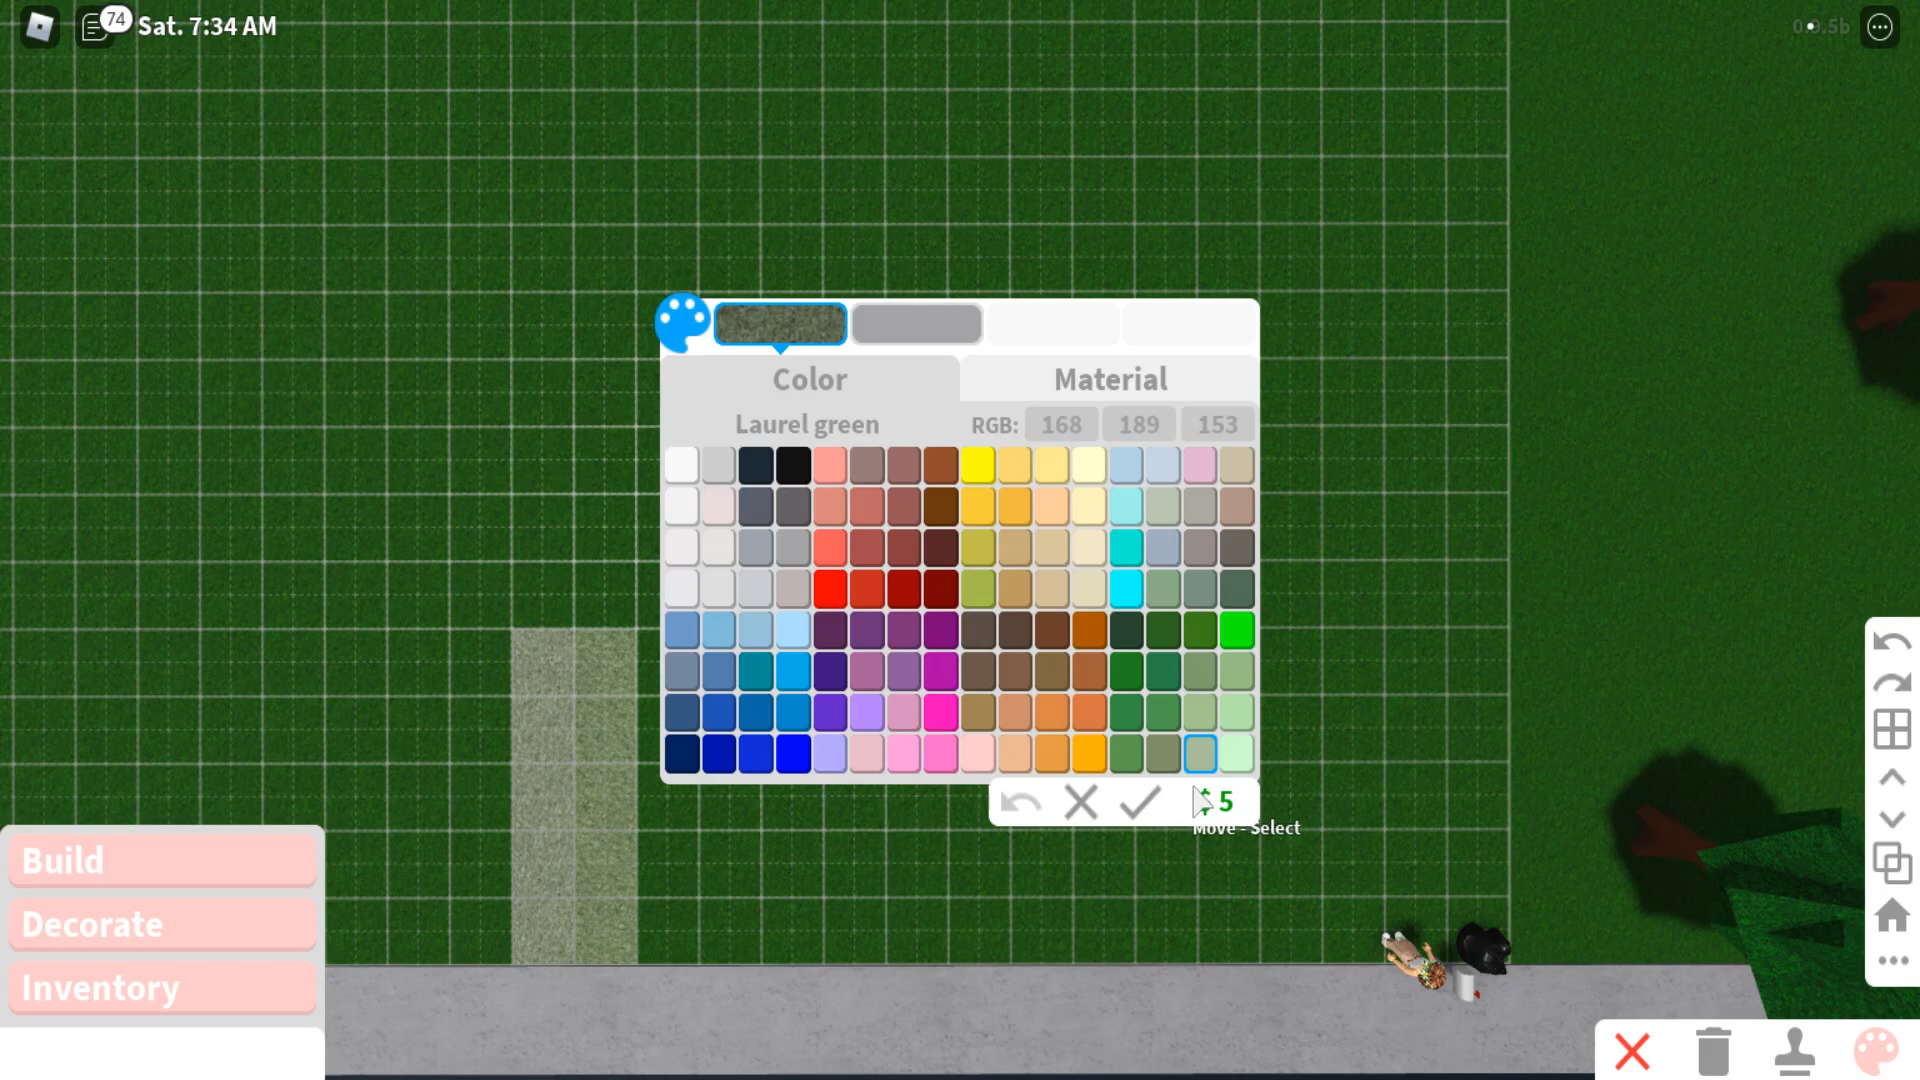 74
Sat. 7:34 AM
Color
Material
Laurel green
RGB: 168 189 153
$ 5
Move - Select
Build
Decorate
Inventory